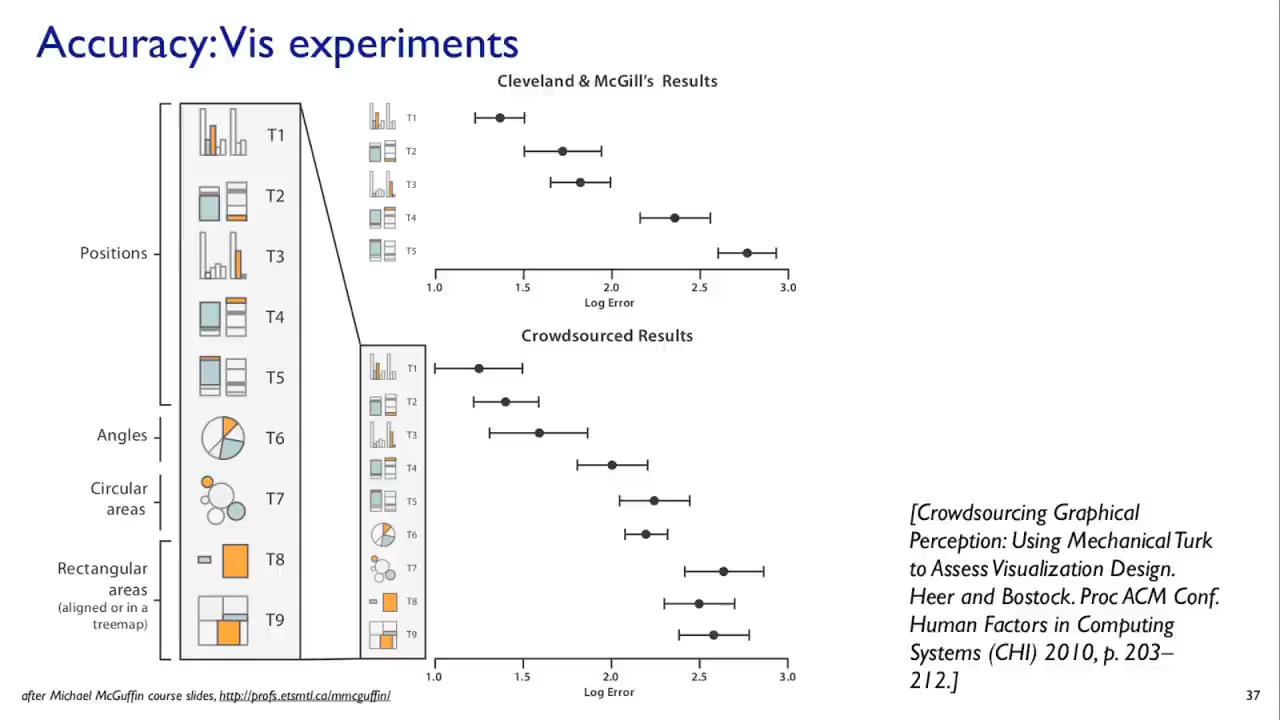 Accuracy: Vis experiments
Cleveland & McGill's Results
T1
T2
T3
T4
T5
1.0 1.5 2.0 2.5 3.0
Log Error
Positions
Angles
Circular
areas
Rectangular
areas
(aligned or in a
treemap)
T1
T2
T3
T4
T5
T6
T7
T8
T9
Crowdsourced Results
T1
T2
T3
T4
T5
T6
T7
T8
T9
1.0 1.5 2.0 2.5 3.0
Log Error
[Crowdsourcing Graphical
Perception: Using Mechanical Turk
to Assess Visualization Design.
Heer and Bostock. Proc ACM Conf.
Human Factors in Computing
Systems (CHI) 2010, p. 203–
212.]
after Michael McGuffin course slides, http://profs.etsmtl.ca/mmcguffin/
37